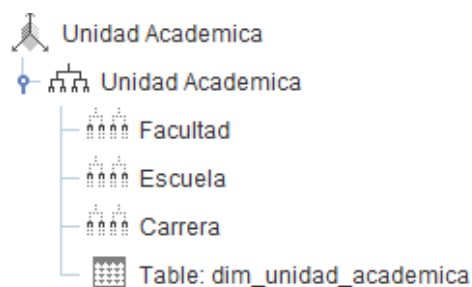 Unidad Academica
Unidad Academica
Facultad
Escuela
Carrera
Table: dim_unidad_academica